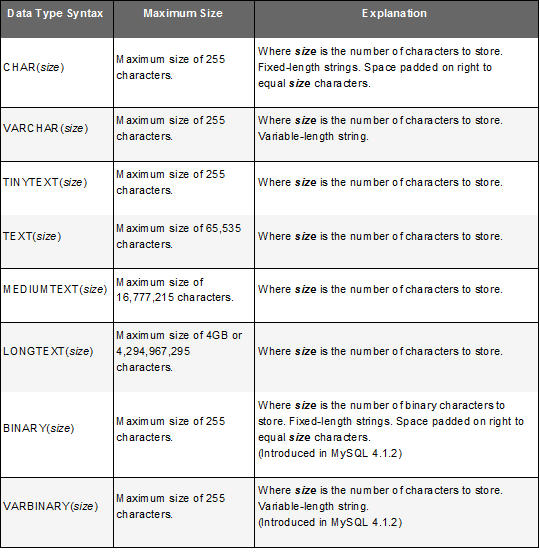 Data Type Syntax Maximum Size Explanation
CHAR(size)
Maximum size of 255
characters.
Where size is the number of characters to store.
Fixed-length strings. Space padded on right to
equal size characters.
VARCHAR(size)
Maximum size of 255
characters.
Where size is the number of characters to store.
Variable-length string.
TINYTEXT(size)
Maximum size of 255
characters.
Where size is the number of characters to store.
TEXT(size)
Maximum size of 65,535
characters.
Where size is the number of characters to store.
MEDIUMTEXT(size)
Maximum size of
16,777,215 characters.
Where size is the number of characters to store.
LONGTEXT(size)
Maximum size of 4GB or
4,294,967,295
characters.
Where size is the number of characters to store.
BINARY(size)
Maximum size of 255
characters.
Where size is the number of binary characters to
store. Fixed-length strings. Space padded on right to
equal size characters.
(Introduced in MySQL 4.1.2)
VARBINARY(size)
Maximum size of 255
characters.
Where size is the number of characters to store.
Variable-length string.
(Introduced in MySQL 4.1.2)